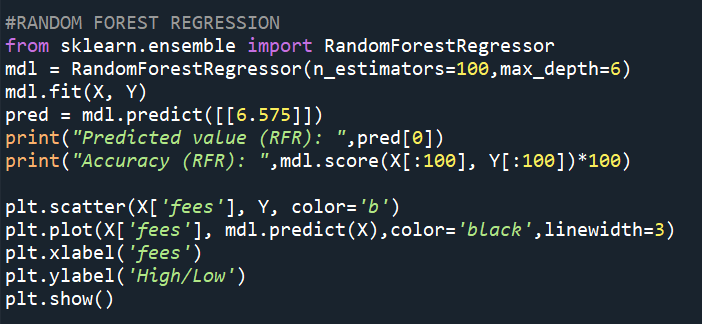 #RANDOM FOREST REGRESSION
from sklearn.ensemble import RandomForestRegressor
mdl = RandomForestRegressor(n_estimators=100,max_depth=6)
mdl.fit(X, Y)
pred = mdl.predict([[6.575]])
print("Predicted value (RFR): ",pred[0])
print("Accuracy (RFR): ",mdl.score(X[:100], Y[:100])*100)
plt.scatter(X['fees'], Y, color='b')
plt.plot(X['fees'], mdl.predict(X),color='black',linewidth=3)
plt.xlabel('fees')
plt.ylabel('High/Low')
plt.show()